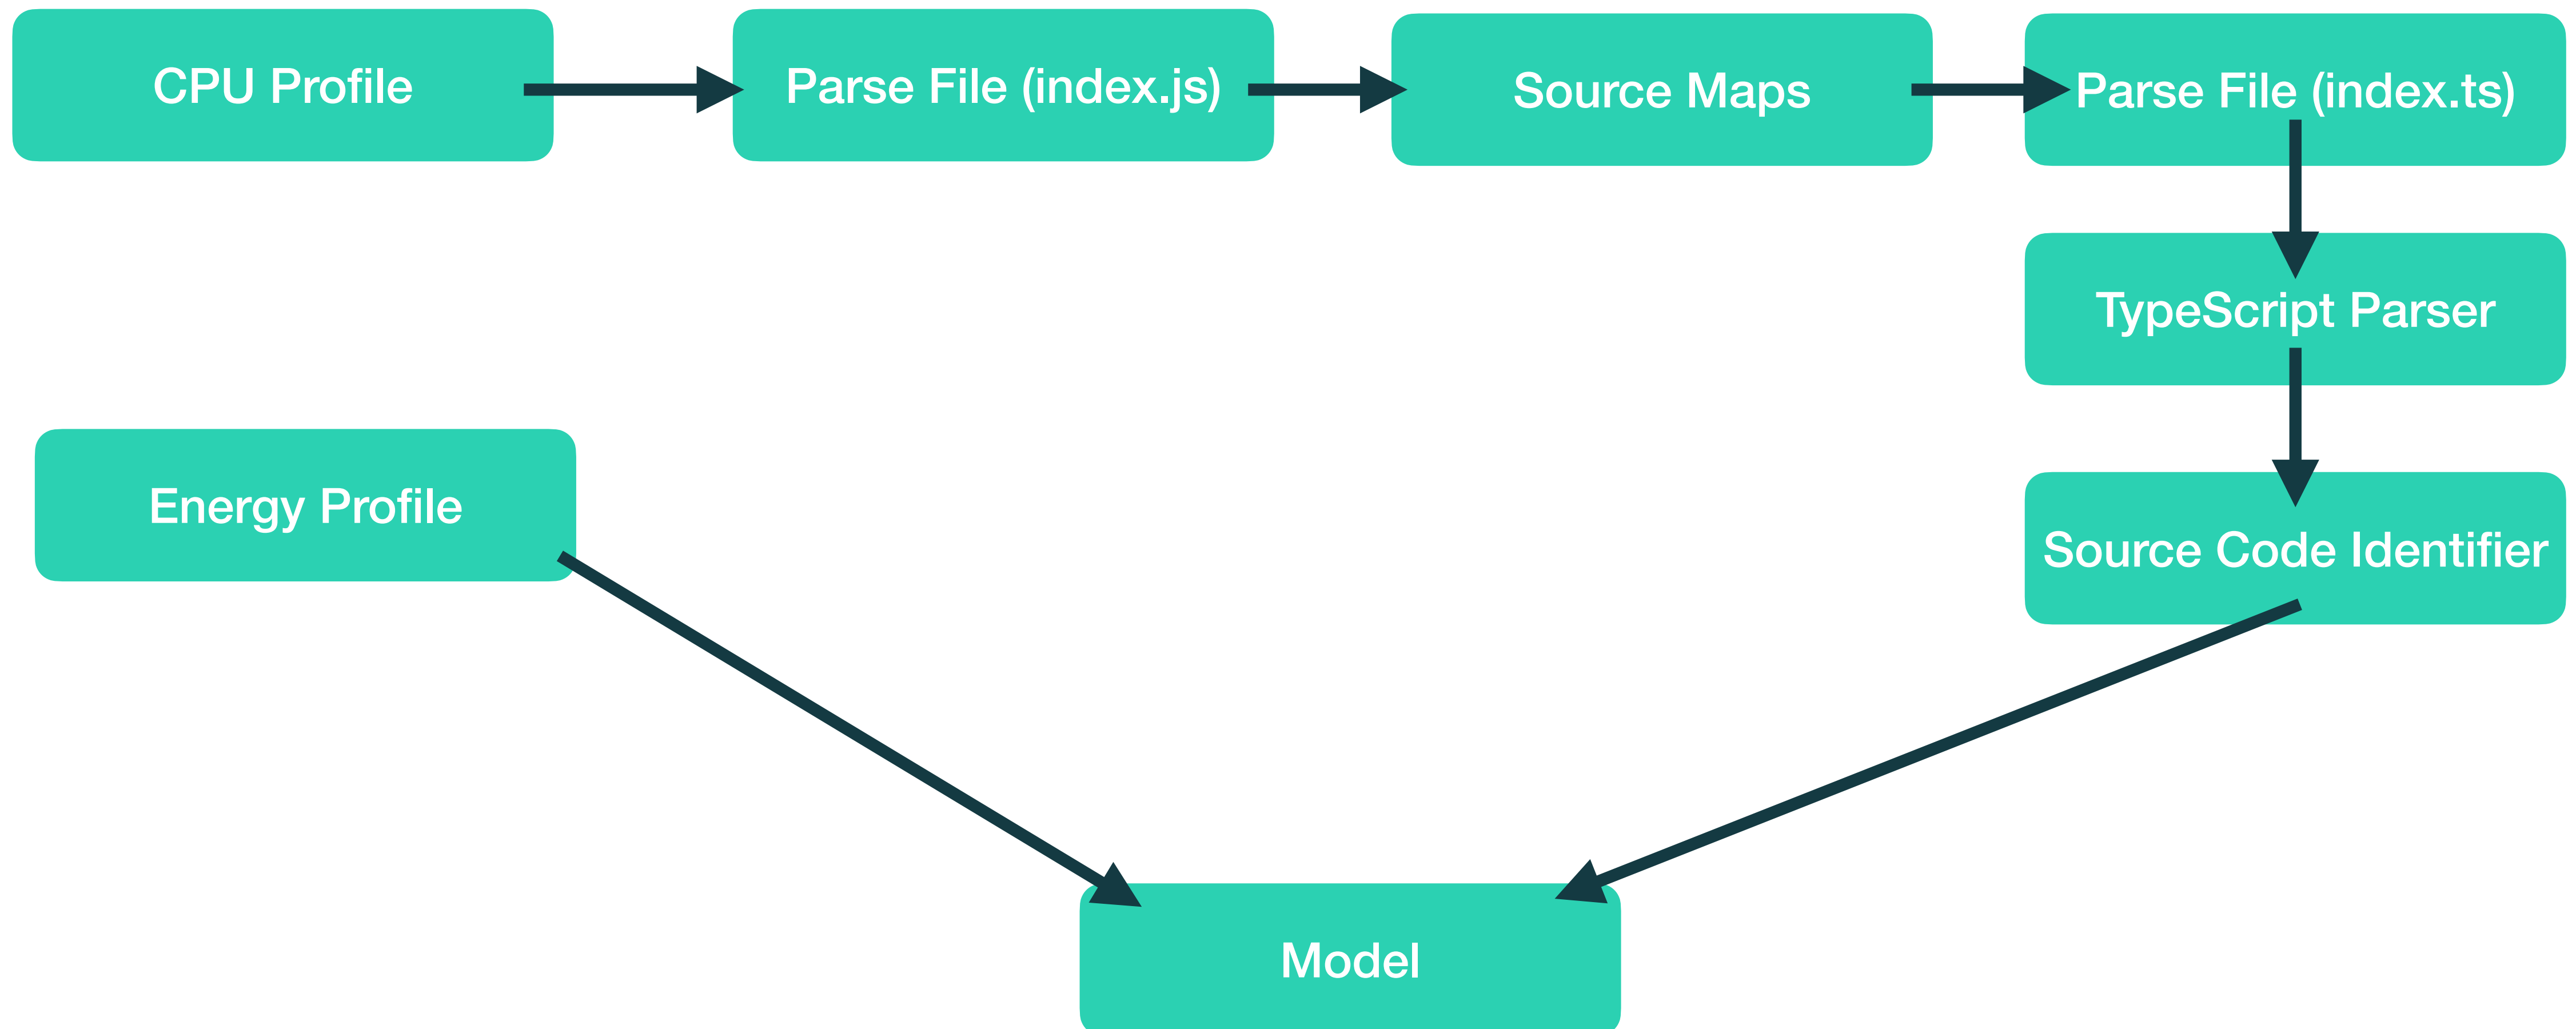 CPU Profile
Parse File (index.js)
Source Maps
Parse File (index.ts)
TypeScript Parser
Energy Profile
Source Code Identifier
Model